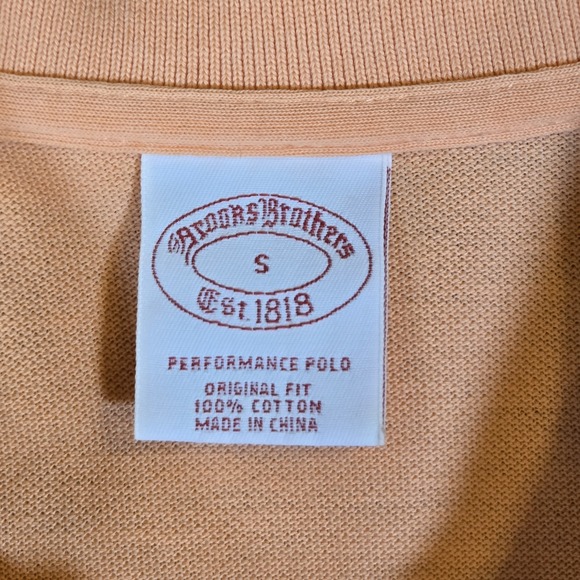 Brooks Brothers
S
Est. 1818
PERFORMANCE POLO
ORIGINAL FIT
100% COTTON
MADE IN CHINA